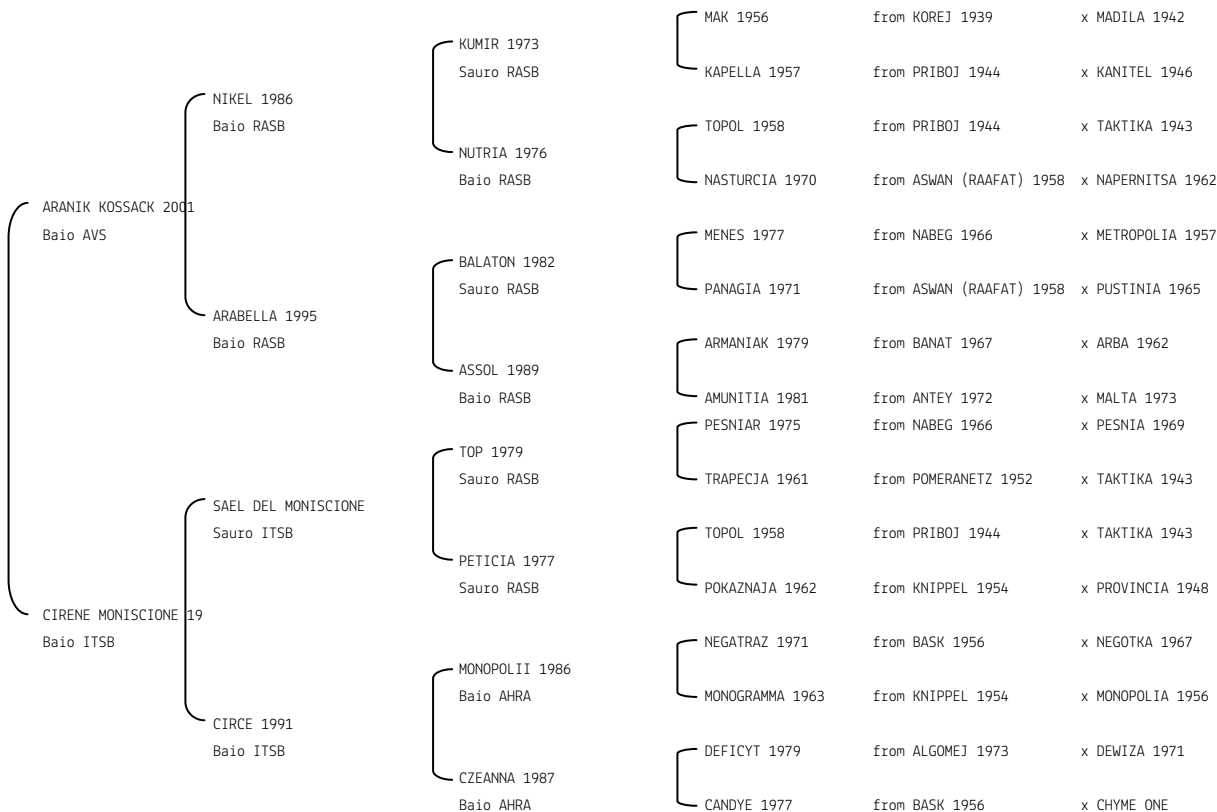 MAK 1956 from KOREJ 1939 x MADILA 1942
KUMIR 1973
Sauro RASB
KAPELLA 1957 from PRIBOJ 1944 x KANITEL 1946
NIKEL 1986
Baio RASB
TOPOL 1958 from PRIBOJ 1944 x TAKTIKA 1943
NUTRIA 1976
Baio RASB
NASTURCIA 1970 from ASWAN (RAAFAT) 1958 x NAPERNITSA 1962
ARANIK KOSSACK 2001
Baio AVS
MENES 1977 from NABEG 1966 x METROPOLIA 1957
BALATON 1982
Sauro RASB
PANAGIA 1971 from ASWAN (RAAFAT) 1958 x PUSTINIA 1965
ARABELLA 1995
Baio RASB
ARMANIAK 1979 from BANAT 1967 x ARBA 1962
ASSOL 1989
Baio RASB
AMUNITIA 1981 from ANTEY 1972 x MALTA 1973
PESNIAR 1975 from NABEG 1966 x PESNIA 1969
TOP 1979
Sauro RASB
TRAPECJA 1961 from POMERANETZ 1952 x TAKTIKA 1943
SAEL DEL MONISCIONE
Sauro ITSB
TOPOL 1958 from PRIBOJ 1944 x TAKTIKA 1943
PETICIA 1977
Sauro RASB
POKAZNAJA 1962 from KNIPPEL 1954 x PROVINCIA 1948
CIRENE MONISCIONE 19
Baio ITSB
NEGATRAZ 1971 from BASK 1956 x NEGOTKA 1967
MONOPOLII 1986
Baio AHRA
MONOGRAMMA 1963 from KNIPPEL 1954 x MONOPOLIA 1956
CIRCE 1991
Baio ITSB
DEFICYT 1979 from ALGOMEJ 1973 x DEWIZA 1971
CZEANNA 1987
Baio AHRA
CANDYE 1977 from BASK 1956 x CHYME ONE